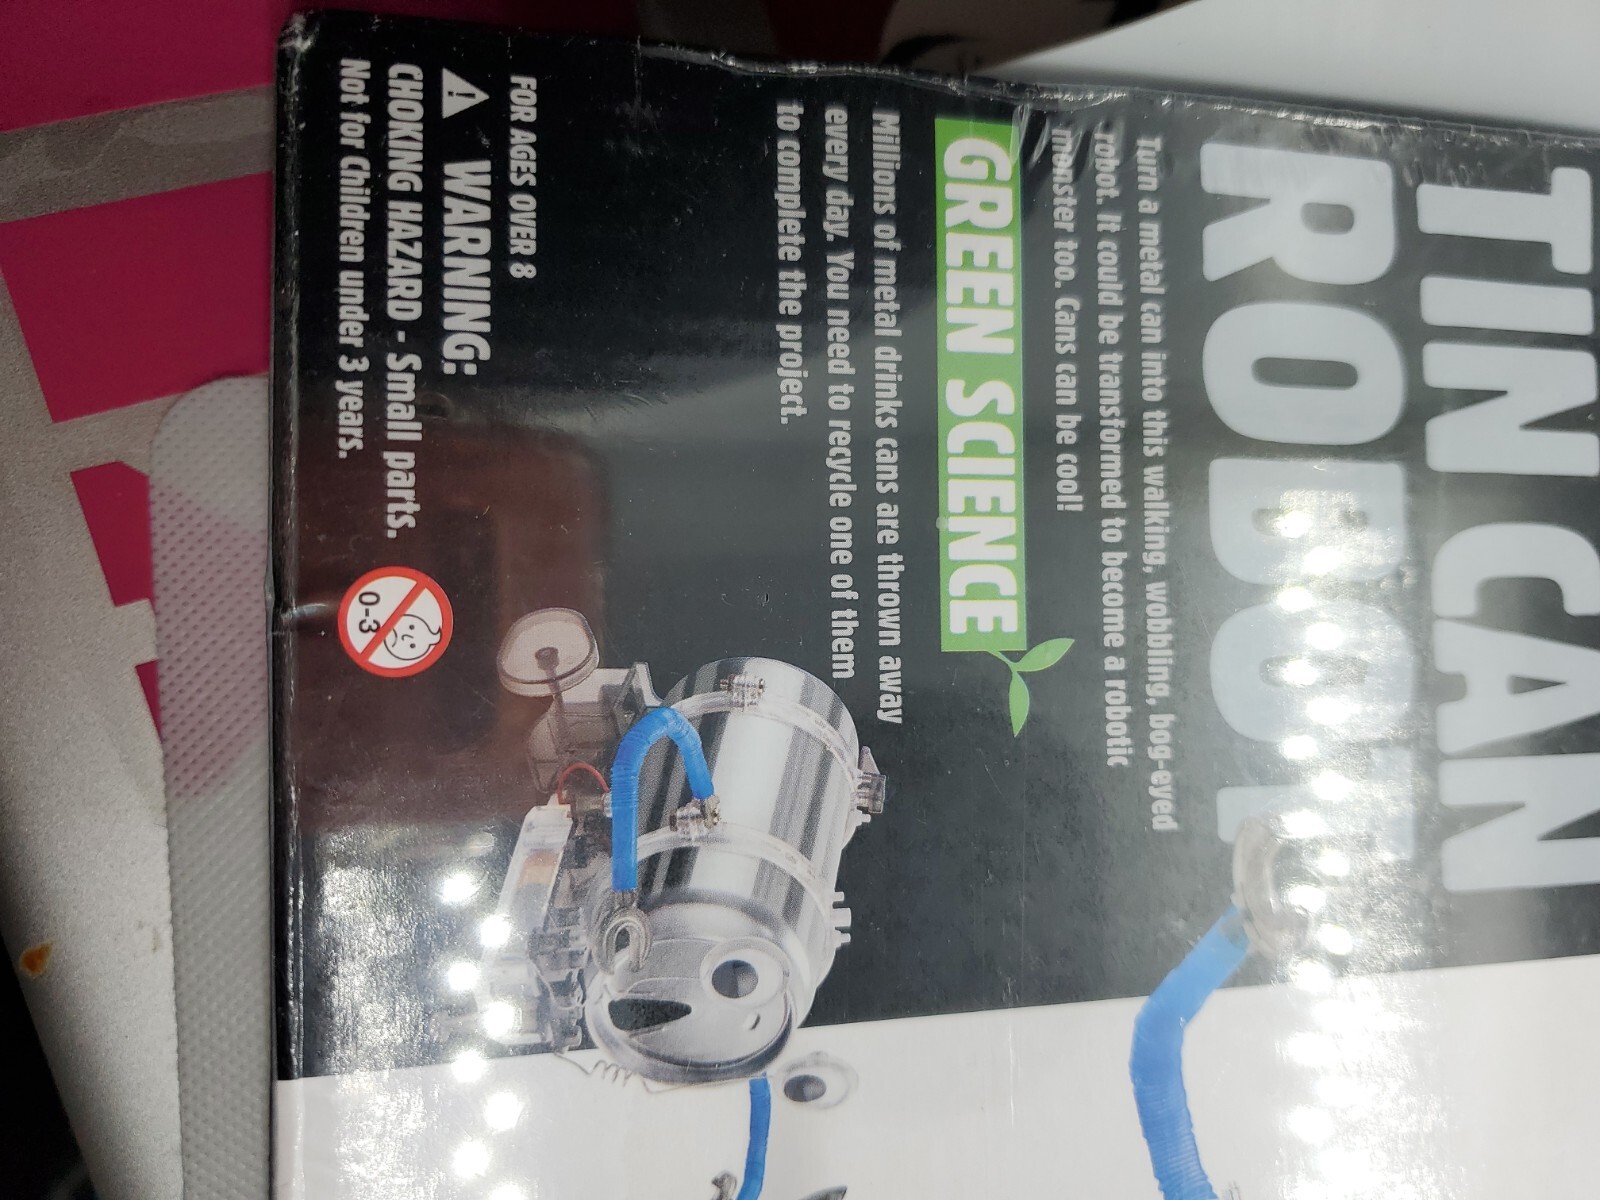 TIN CAN
ROBOT
Turn a metal can into this walking, wobbling, bog-eyed
robot. It could be transformed to become a robotic
monster too. Cans can be cool!
GREEN SCIENCE
Millions of metal drinks cans are thrown away
every day. You need to recycle one of them
to complete the project.
FOR AGES OVER 8
WARNING:
CHOKING HAZARD - Small parts.
Not for Children under 3 years.
0-3